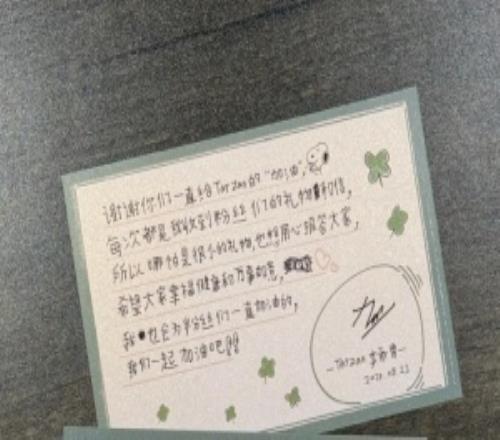 谢谢你们一直给Tarzan的"加油",
每次都是我收到粉丝们的礼物和信,
所以哪怕是很小的礼物,也想用心报答大家,
希望大家幸福健康和万事如意,
我也会为粉丝们一直加油的,
我们一起加油吧!!
-Tarzan